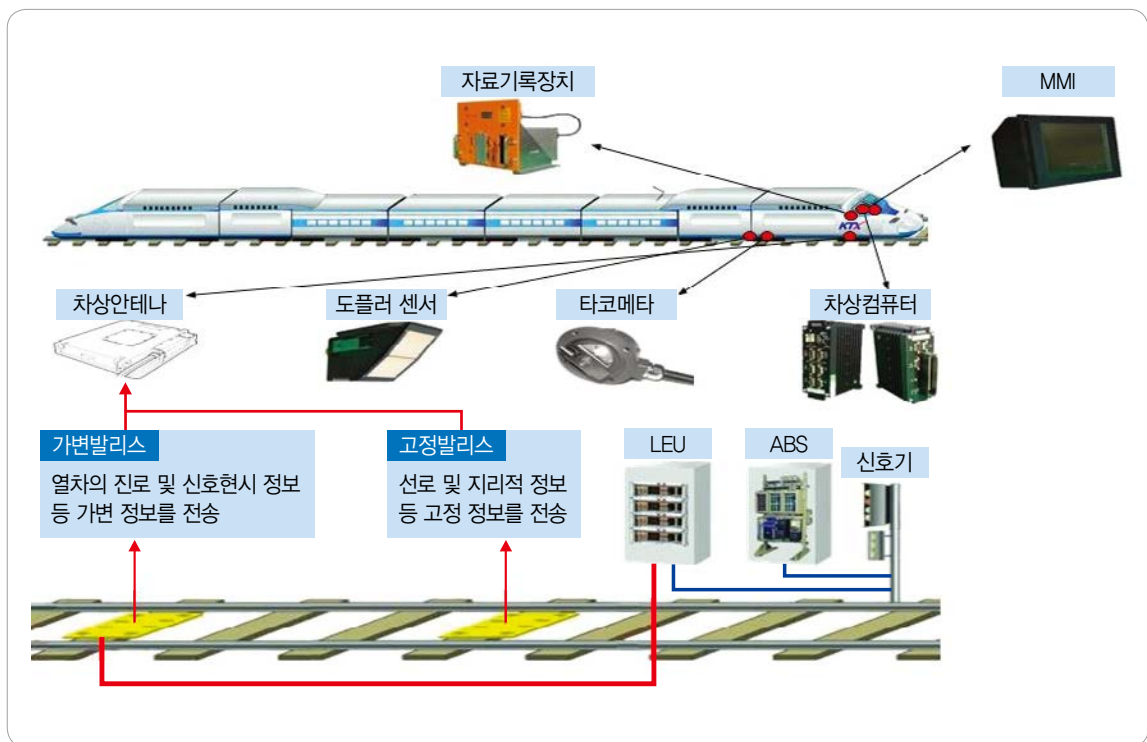 자료기록장치
MMI
KTX
차상안테나
도플러 센서
타코메타
차상컴퓨터
가변발리스
열차의 진로 및 신호현시 정보
등 가변 정보를 전송
고정발리스
선로 및 지리적 정보
등 고정 정보를 전송
LEU
ABS
신호기